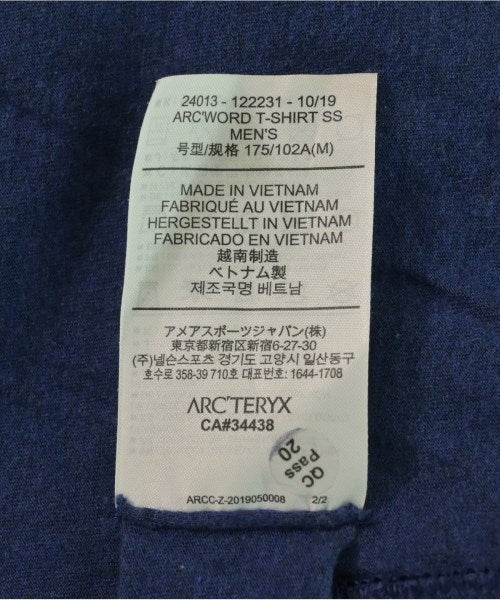 24013 - 122231 - 10/19
ARC'WORD T-SHIRT SS
MEN'S
号型/规格 175/102A(M)
MADE IN VIETNAM
FABRIQUÉ AU VIETNAM
HERGESTELLT IN VIETNAM
FABRICADO EN VIETNAM
越南制造
ベトナム製
제조국명 베트남
アメアスポーツジャパン(株)
東京都新宿区新宿6-27-30
(주)넬슨스포츠 경기도 고양시 일산동구
호수로 358-39 710호 대표번호: 1644-1708
ARC'TERYX
CA#34438
QC
Pass
20
ARCC-Z-2019050008 2/2